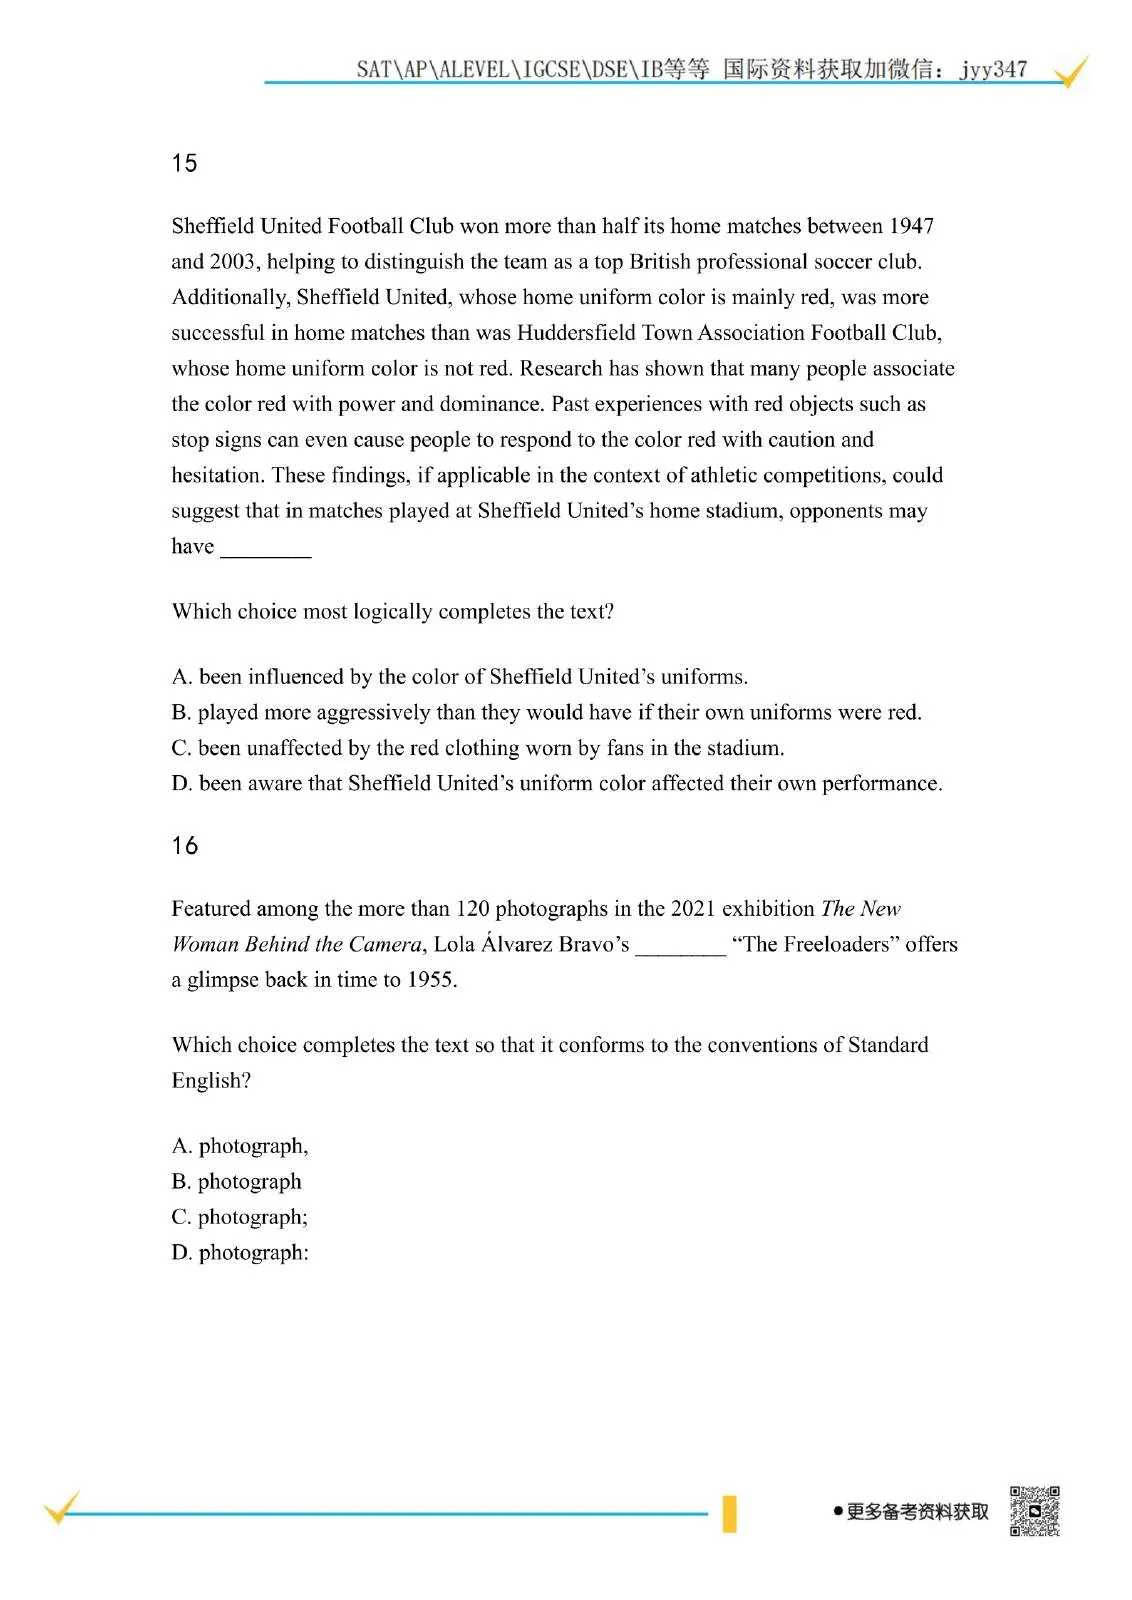 SAT\AP\ALEVEL\IGCSE\DSE\IB等等 国际资料获取加微信：jyy347
15
Sheffield United Football Club won more than half its home matches between 1947
and 2003, helping to distinguish the team as a top British professional soccer club.
Additionally, Sheffield United, whose home uniform color is mainly red, was more
successful in home matches than was Huddersfield Town Association Football Club,
whose home uniform color is not red. Research has shown that many people associate
the color red with power and dominance. Past experiences with red objects such as
stop signs can even cause people to respond to the color red with caution and
hesitation. These findings, if applicable in the context of athletic competitions, could
suggest that in matches played at Sheffield United’s home stadium, opponents may
have ________
Which choice most logically completes the text?
A. been influenced by the color of Sheffield United’s uniforms.
B. played more aggressively than they would have if their own uniforms were red.
C. been unaffected by the red clothing worn by fans in the stadium.
D. been aware that Sheffield United’s uniform color affected their own performance.
16
Featured among the more than 120 photographs in the 2021 exhibition The New
Woman Behind the Camera, Lola Álvarez Bravo’s ________ “The Freeloaders” offers
a glimpse back in time to 1955.
Which choice completes the text so that it conforms to the conventions of Standard
English?
A. photograph,
B. photograph
C. photograph;
D. photograph:
●更多备考资料获取